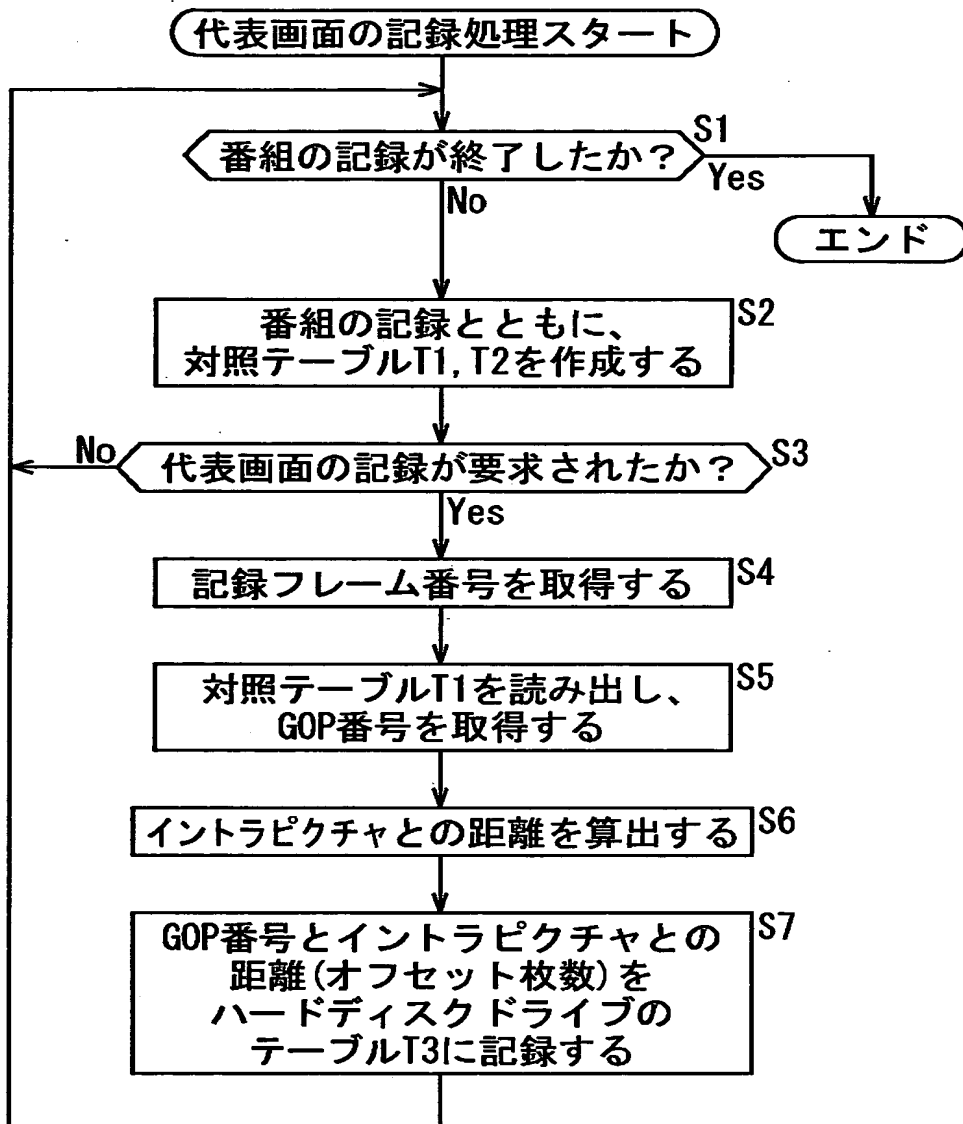 代表画面の記録処理スタート
番組の記録が終了したか?
S1
Yes
No
エンド
番組の記録とともに、
対照テーブルT1,T2を作成する
S2
No
代表画面の記録が要求されたか?
S3
Yes
記録フレーム番号を取得する
S4
対照テーブルT1を読み出し、
GOP番号を取得する
S5
イントラピクチャとの距離を算出する
S6
GOP番号とイントラピクチャとの
距離(オフセット枚数)を
ハードディスクドライブの
テーブルT3に記録する
S7